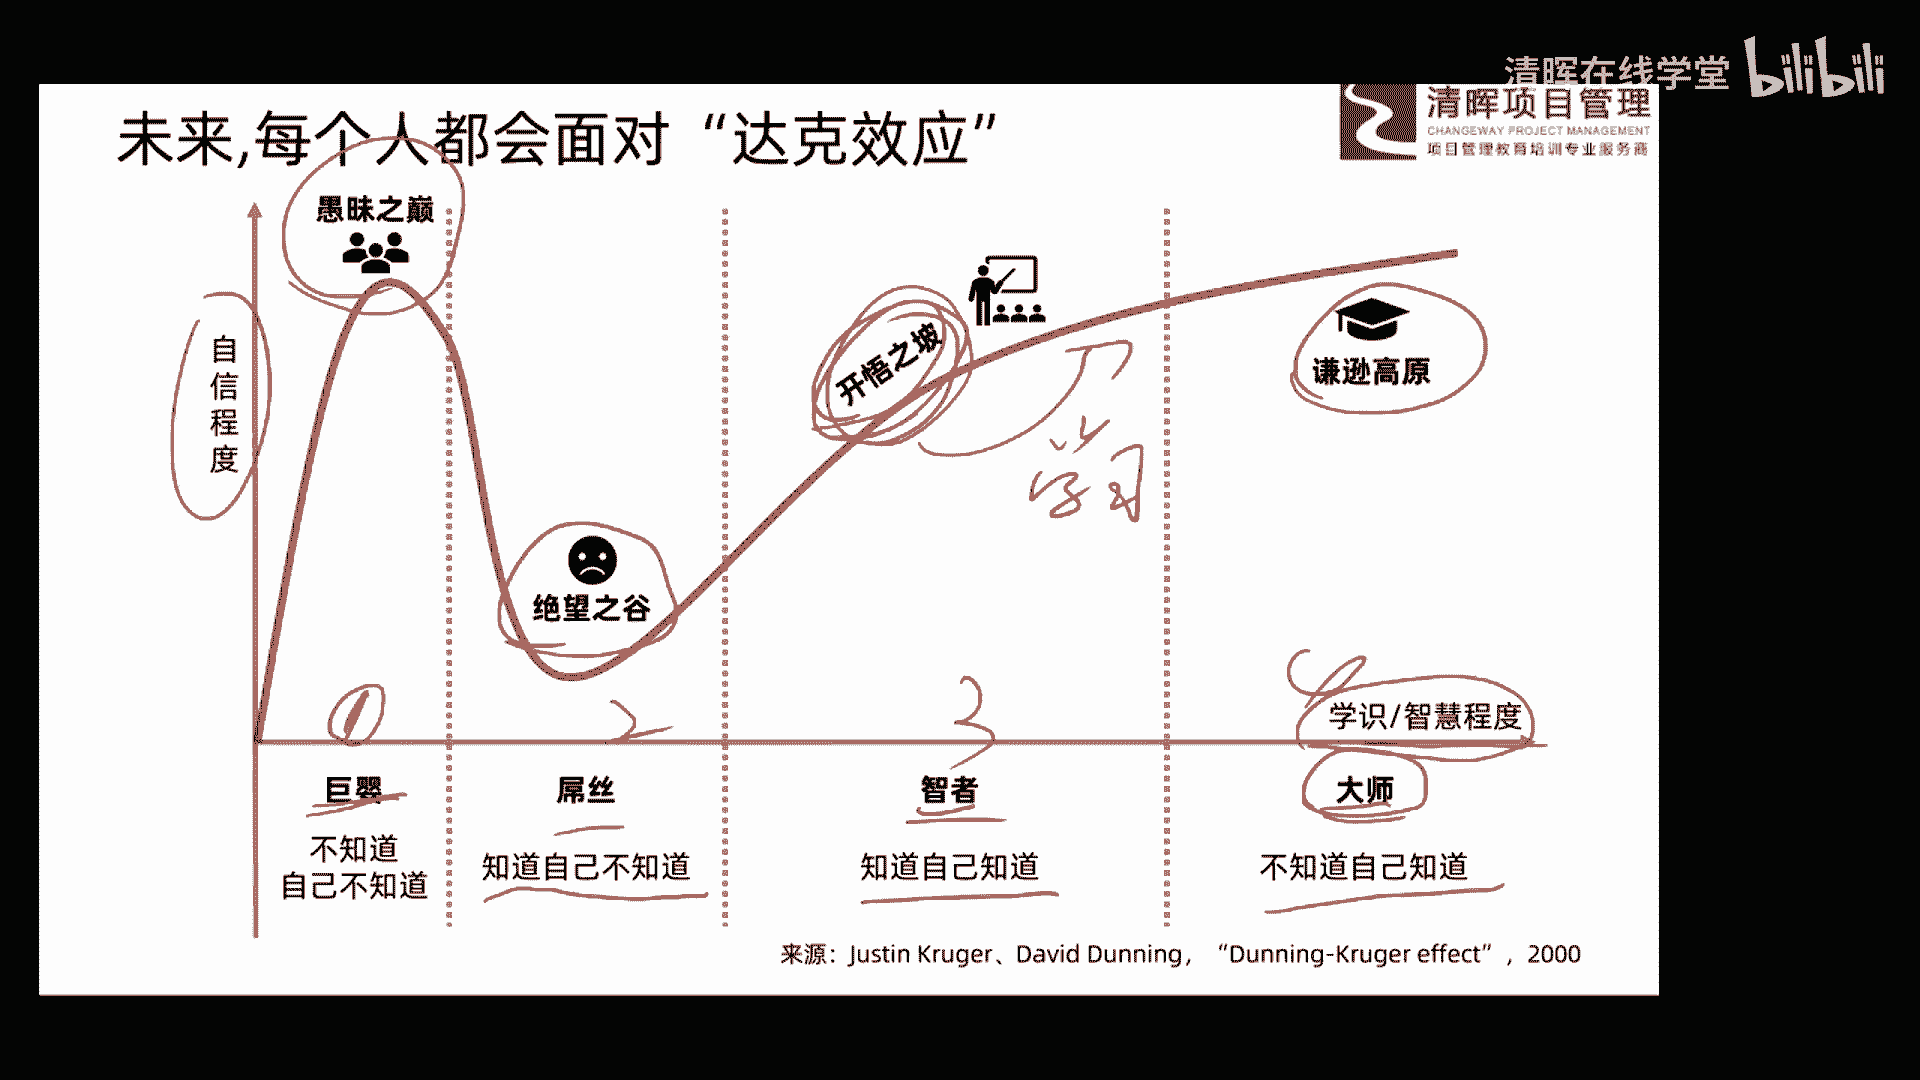 清晖在线学堂 bilibili
未来,每个人都会面对“达克效应”
清晖项目管理
CHANGEWAY PROJECT MANAGEMENT
项目管理教育培训专业服务商
愚昧之巅
自信程度
开悟之坡
谦逊高原
学习
绝望之谷
1
2
3
4
学识/智慧程度
巨婴
屌丝
智者
大师
不知道
自己不知道
知道自己不知道
知道自己知道
不知道自己知道
来源：Justin Kruger、David Dunning，“Dunning-Kruger effect”，2000